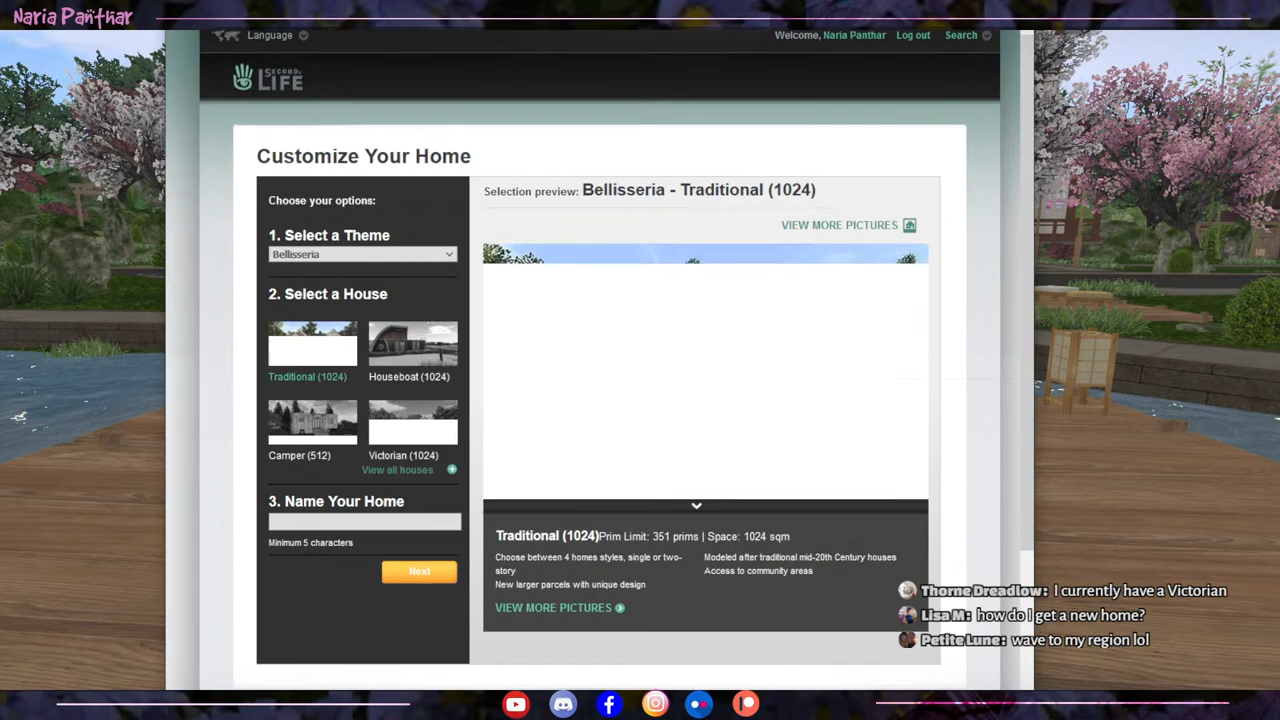 Naria Panthar
Language
Welcome, Naria Panthar
Log out
Search
SECOND LIFE
Customize Your Home
Choose your options:
1. Select a Theme
Bellisseria
2. Select a House
Traditional (1024)
Houseboat (1024)
Camper (512)
Victorian (1024)
View all houses
3. Name Your Home
Minimum 5 characters
Next
Selection preview: Bellisseria - Traditional (1024)
VIEW MORE PICTURES
Traditional (1024)Prim Limit: 351 prims | Space: 1024 sqm
Choose between 4 homes styles, single or two-
story
New larger parcels with unique design
Modeled after traditional mid-20th Century houses
Access to community areas
VIEW MORE PICTURES
Thorne Dreadlow: I currently have a Victorian
Lisa M: how do I get a new home?
Petite Lune: wave to my region lol